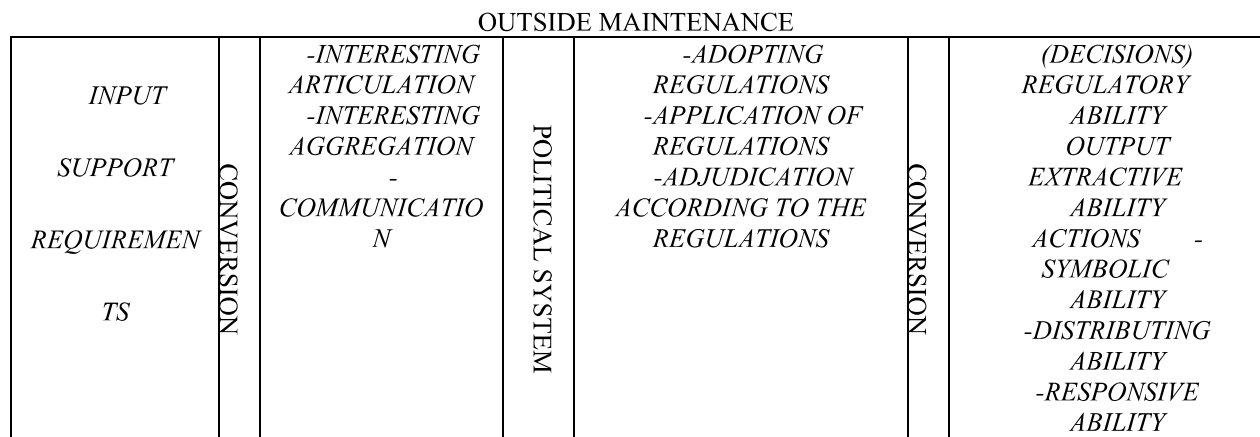 OUTSIDE MAINTENANCE
INPUT
SUPPORT
REQUIREMEN
TS
CONVERSION
-INTERESTING
ARTICULATION
-INTERESTING
AGGREGATION
-
COMMUNICATIO
N
POLITICAL SYSTEM
-ADOPTING
REGULATIONS
-APPLICATION OF
REGULATIONS
-ADJUDICATION
ACCORDING TO THE
REGULATIONS
CONVERSION
(DECISIONS)
REGULATORY
ABILITY
OUTPUT
EXTRACTIVE
ABILITY
ACTIONS -
SYMBOLIC
ABILITY
-DISTRIBUTING
ABILITY
-RESPONSIVE
ABILITY